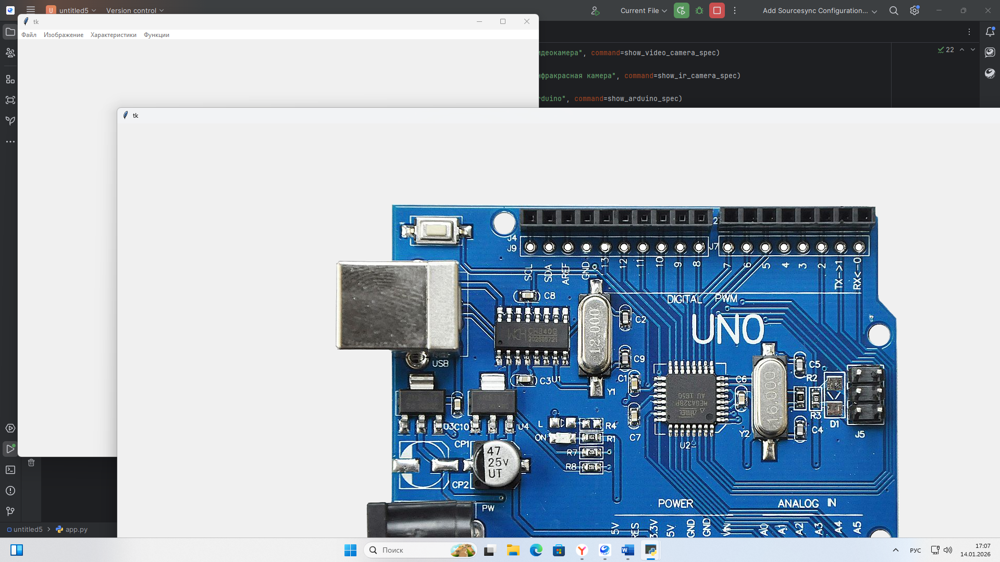 U untitled5 Version control Current File Add Sourcesync Configuration...
tk
Файл Изображение Характеристики Функции
идеокамера", command=show_video_camera_spec)
22
нфракрасная камера", command=show_ir_camera_spec)
rduino", command=show_arduino_spec)
tk
2
J4
J9
J7
SCL SDA AREF GND 13 12 11 10 9 8 7 6 5 4 3 2 TX->1 RX<-0
C8
DIGITAL PWM
C2
UNO
12.000
CH340G
C9
USB
C3
U1
C1
Y1
C6
C5
R2
16.000
MEGA328P
AU 1650
ATMEL
R3
D1
L
R4
U3
C10
U4
ON
R1
C7
U2
Y2
C4
J5
CP1
47
25V
UT
R7
R8
CP2
PW
POWER
ANALOG IN
5V RES 3.3V 5V GND GND VIN A0 A1 A2 A3 A4 A5
untitled5 > app.py
Поиск
РУС
17:07
14.01.2026